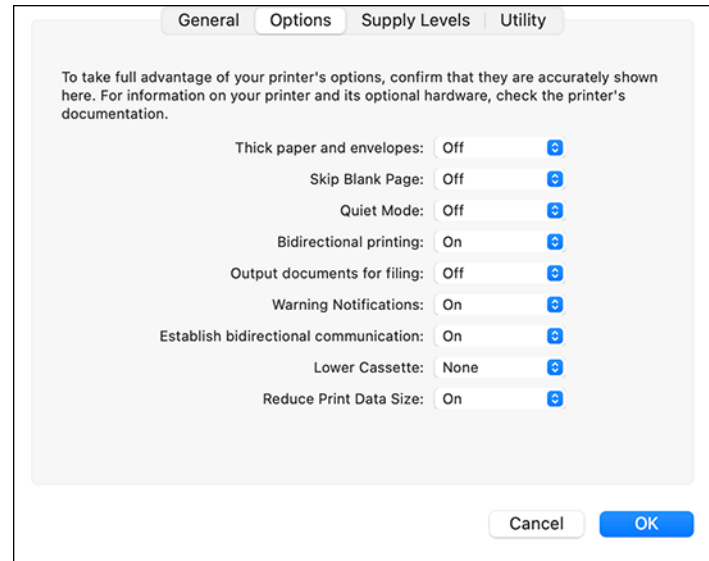 General Options Supply Levels Utility
To take full advantage of your printer's options, confirm that they are accurately shown
here. For information on your printer and its optional hardware, check the printer's
documentation.
Thick paper and envelopes: Off
Skip Blank Page: Off
Quiet Mode: Off
Bidirectional printing: On
Output documents for filing: Off
Warning Notifications: On
Establish bidirectional communication: On
Lower Cassette: None
Reduce Print Data Size: On
Cancel OK